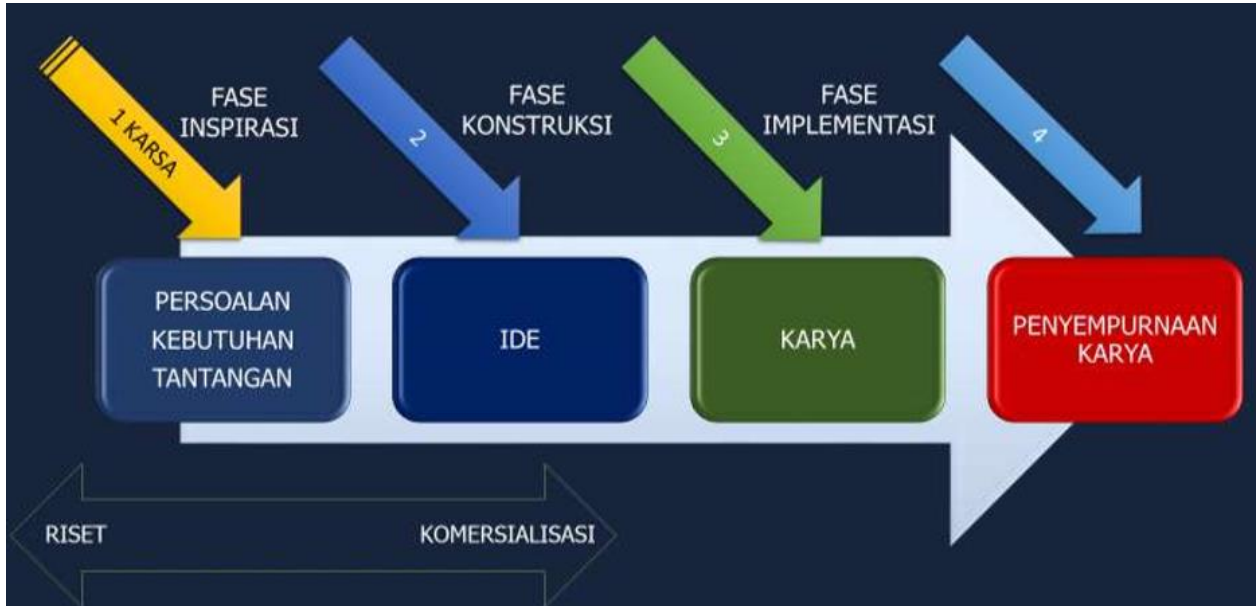 1 KARSA
FASE
INSPIRASI
2
FASE
KONSTRUKSI
3
FASE
IMPLEMENTASI
4
PERSOALAN
KEBUTUHAN
TANTANGAN
IDE
KARYA
PENYEMPURNAAN
KARYA
RISET
KOMERSIALISASI